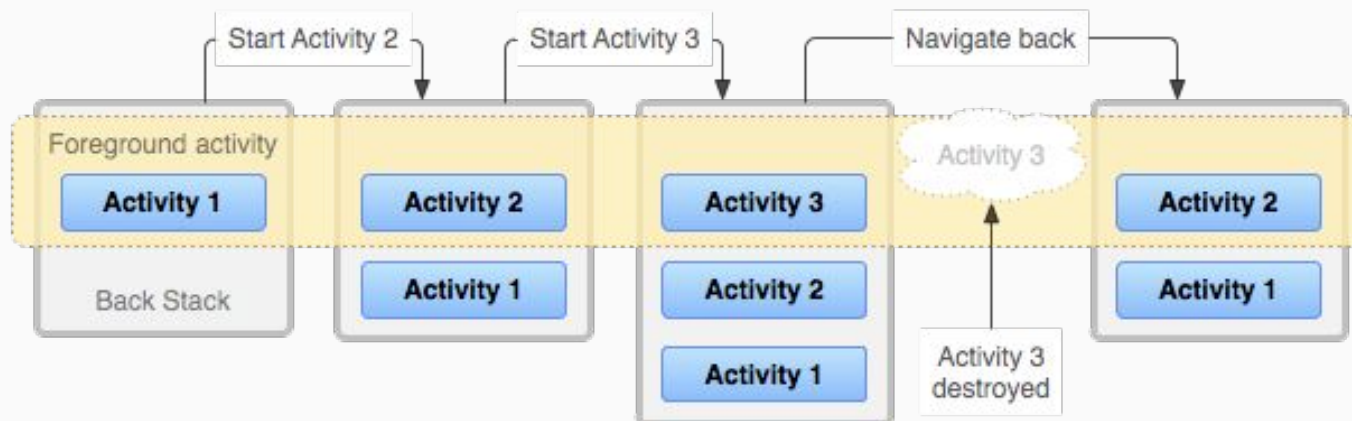 Start Activity 2
Start Activity 3
Navigate back
Foreground activity
Activity 1
Back Stack
Activity 2
Activity 1
Activity 3
Activity 2
Activity 1
Activity 3
Activity 3
destroyed
Activity 2
Activity 1